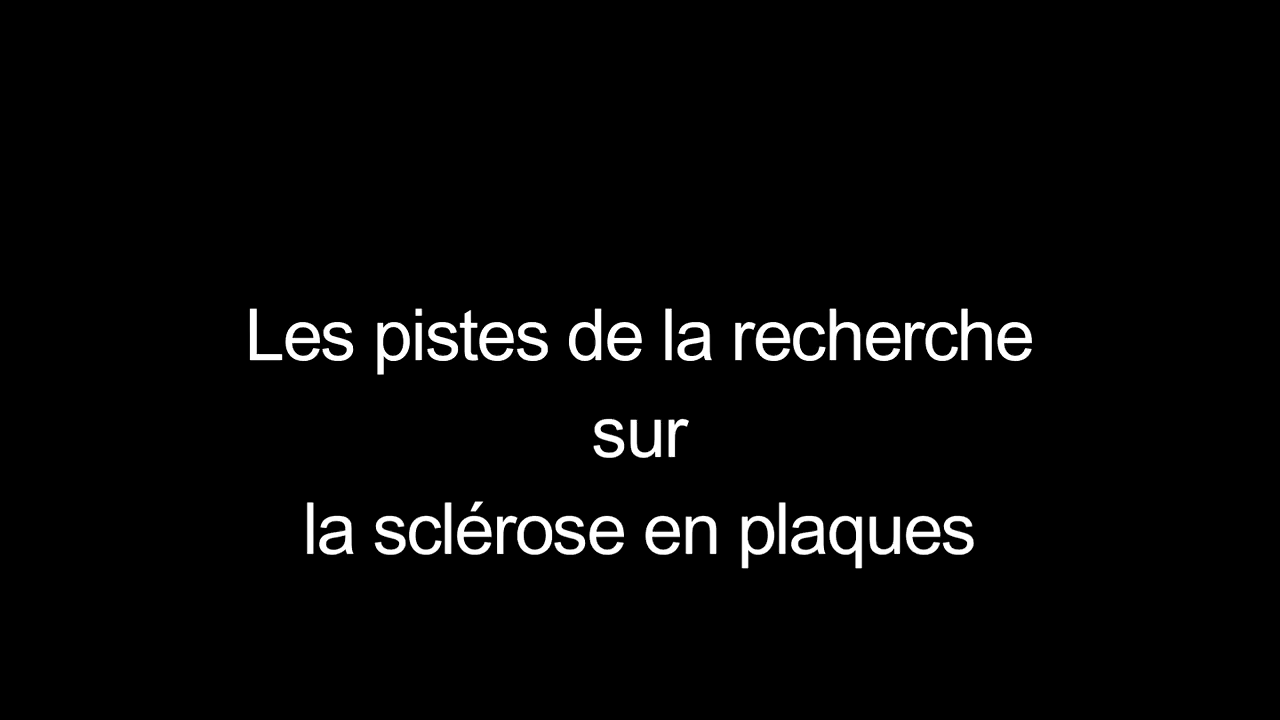 Les pistes de la recherche
sur
la sclérose en plaques